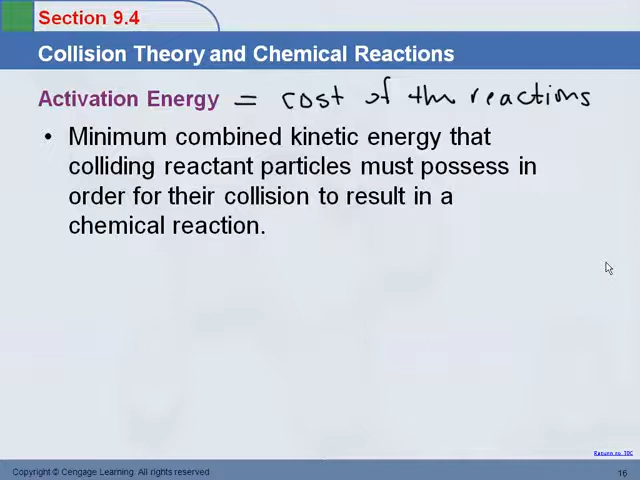 Section 9.4
Collision Theory and Chemical Reactions
Activation Energy = cost of the reactions
• Minimum combined kinetic energy that
colliding reactant particles must possess in
order for their collision to result in a
chemical reaction.
Return to TOC
Copyright © Cengage Learning. All rights reserved
16